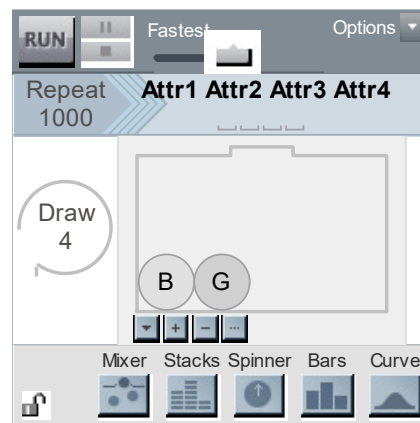 RUN
Fastest
Options
Repeat
1000
Attr1 Attr2 Attr3 Attr4
Draw
4
B G
Mixer Stacks Spinner Bars Curve